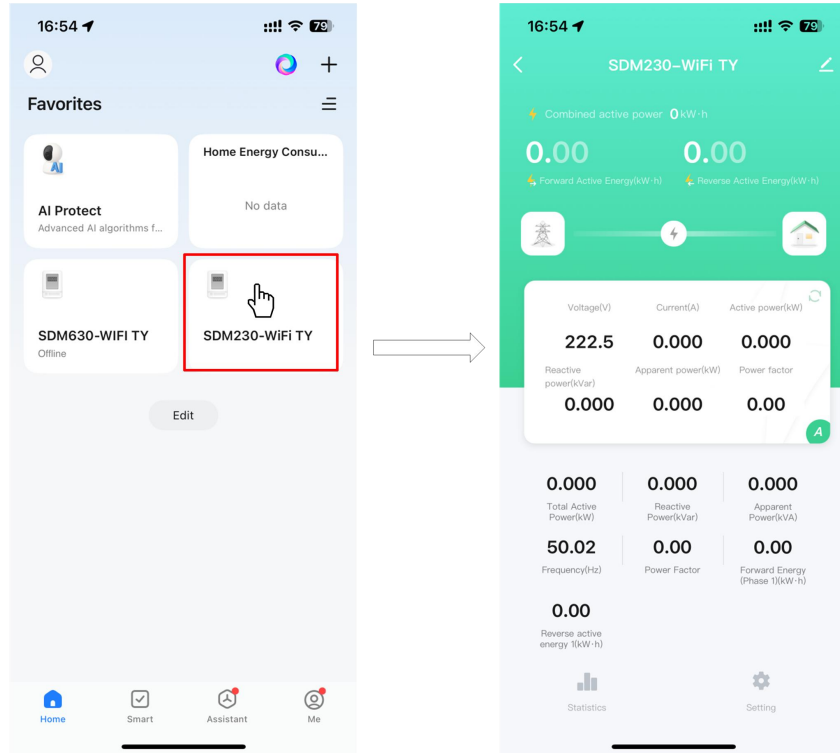 16:54
79
Favorites
AI
AI Protect
Advanced AI algorithms f...
Home Energy Consu...
No data
SDM630-WIFI TY
Offline
SDM230-WiFi TY
Edit
Home
Smart
Assistant
Me
16:54
79
SDM230-WiFi TY
Combined active power 0 kW·h
0.00
0.00
Forward Active Energy(kW·h)
Reverse Active Energy(kW·h)
Voltage(V)
Current(A)
Active power(kW)
222.5
0.000
0.000
Reactive
power(kVar)
Apparent power(kW)
Power factor
0.000
0.000
0.00
A
0.000
0.000
0.000
Total Active
Power(kW)
Reactive
Power(kVar)
Apparent
Power(kVA)
50.02
0.00
0.00
Frequency(Hz)
Power Factor
Forward Energy
(Phase 1)(kW·h)
0.00
Reverse active
energy 1(kW·h)
Statistics
Setting